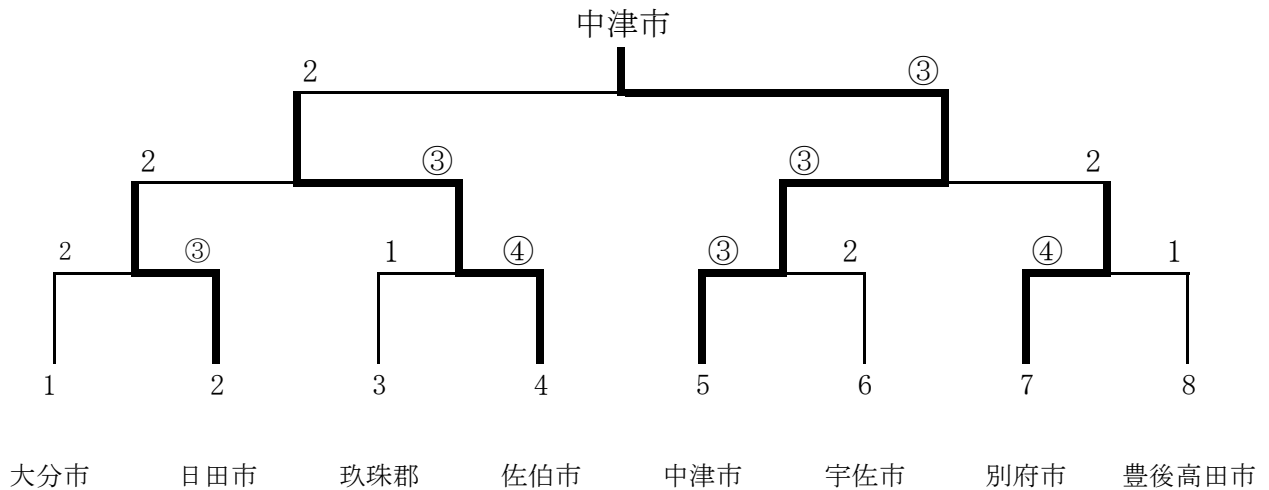 中津市
2 ③
2 ③ ③ 2
2 ③ 1 ④ ③ 2 ④ 1
1 2 3 4 5 6 7 8
大分市 日田市 玖珠郡 佐伯市 中津市 宇佐市 別府市 豊後高田市